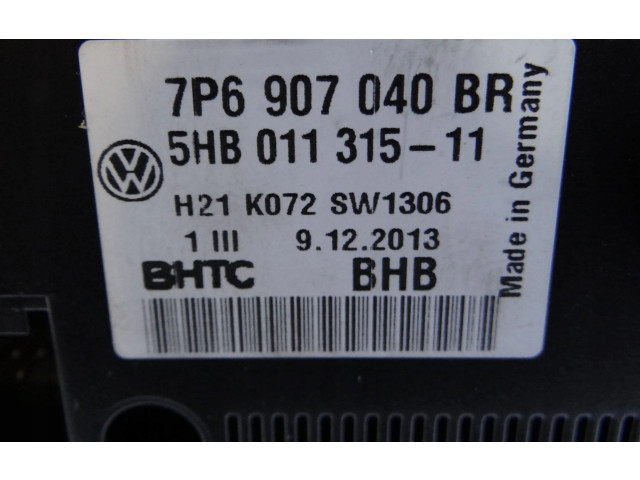 7P6 907 040 BR
5HB 011 315-11
H21 K072 SW1306
1 III 9.12.2013
BHTC BHB
Made in Germany